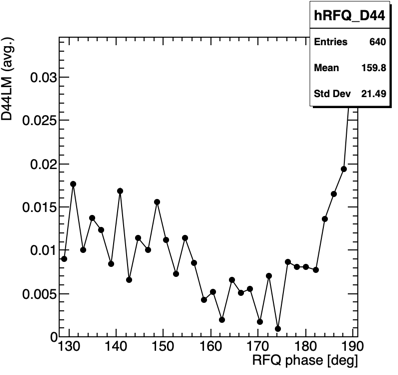 hRFQ_D44
Entries 640
Mean 159.8
Std Dev 21.49
D44LM (avg.)
0.03
0.025
0.02
0.015
0.01
0.005
0
130 140 150 160 170 180 190
RFQ phase [deg]